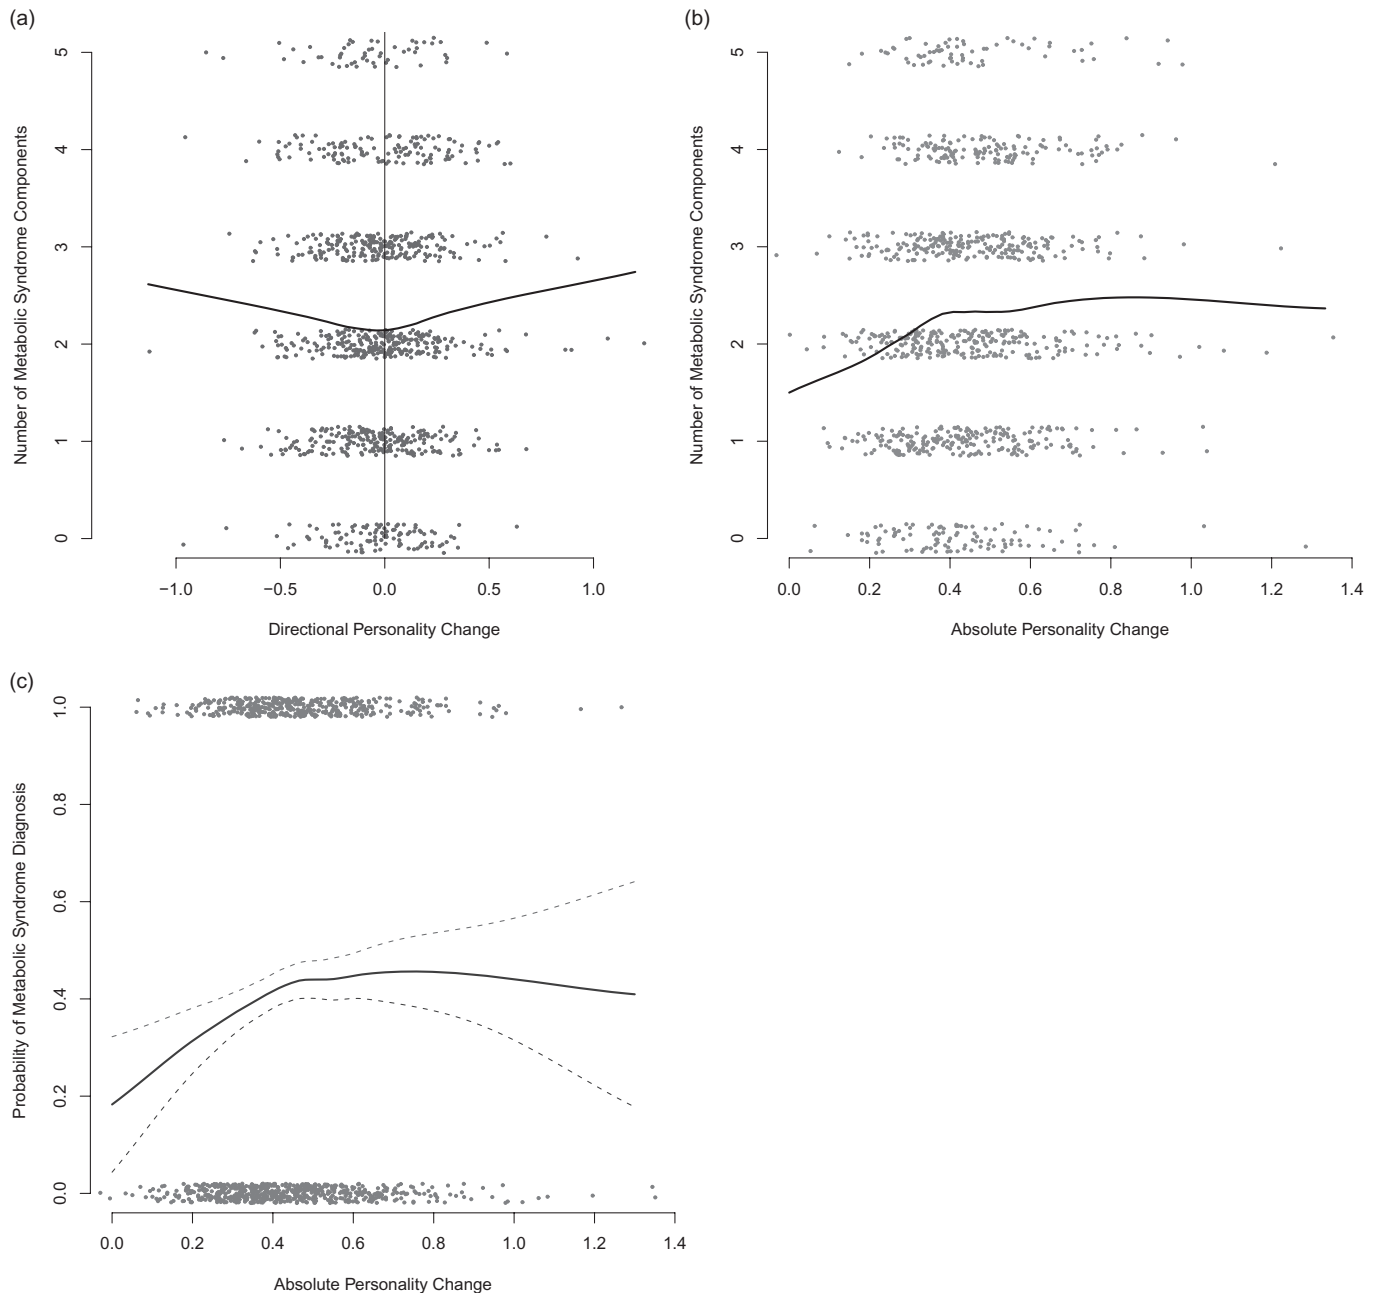 (a)
Number of Metabolic Syndrome Components
5
4
3
2
1
0
−1.0 −0.5 0.0 0.5 1.0
Directional Personality Change
(b)
Number of Metabolic Syndrome Components
5
4
3
2
1
0
0.0 0.2 0.4 0.6 0.8 1.0 1.2 1.4
Absolute Personality Change
(c)
Probability of Metabolic Syndrome Diagnosis
1.0
0.8
0.6
0.4
0.2
0.0
0.0 0.2 0.4 0.6 0.8 1.0 1.2 1.4
Absolute Personality Change